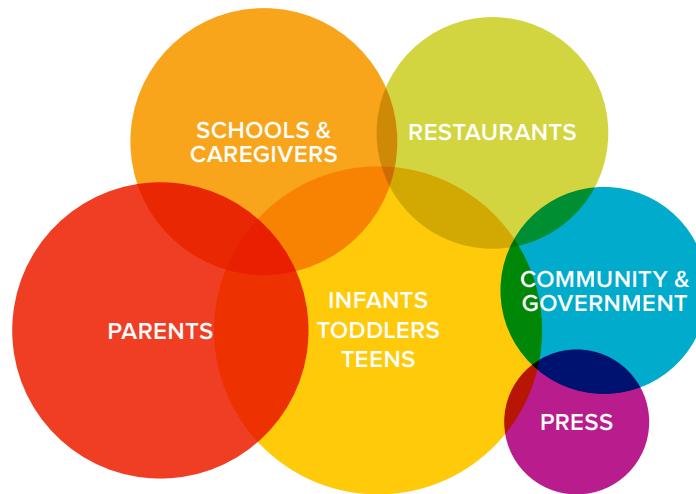 SCHOOLS &
CAREGIVERS
RESTAURANTS
COMMUNITY &
GOVERNMENT
INFANTS
TODDLERS
TEENS
PARENTS
PRESS